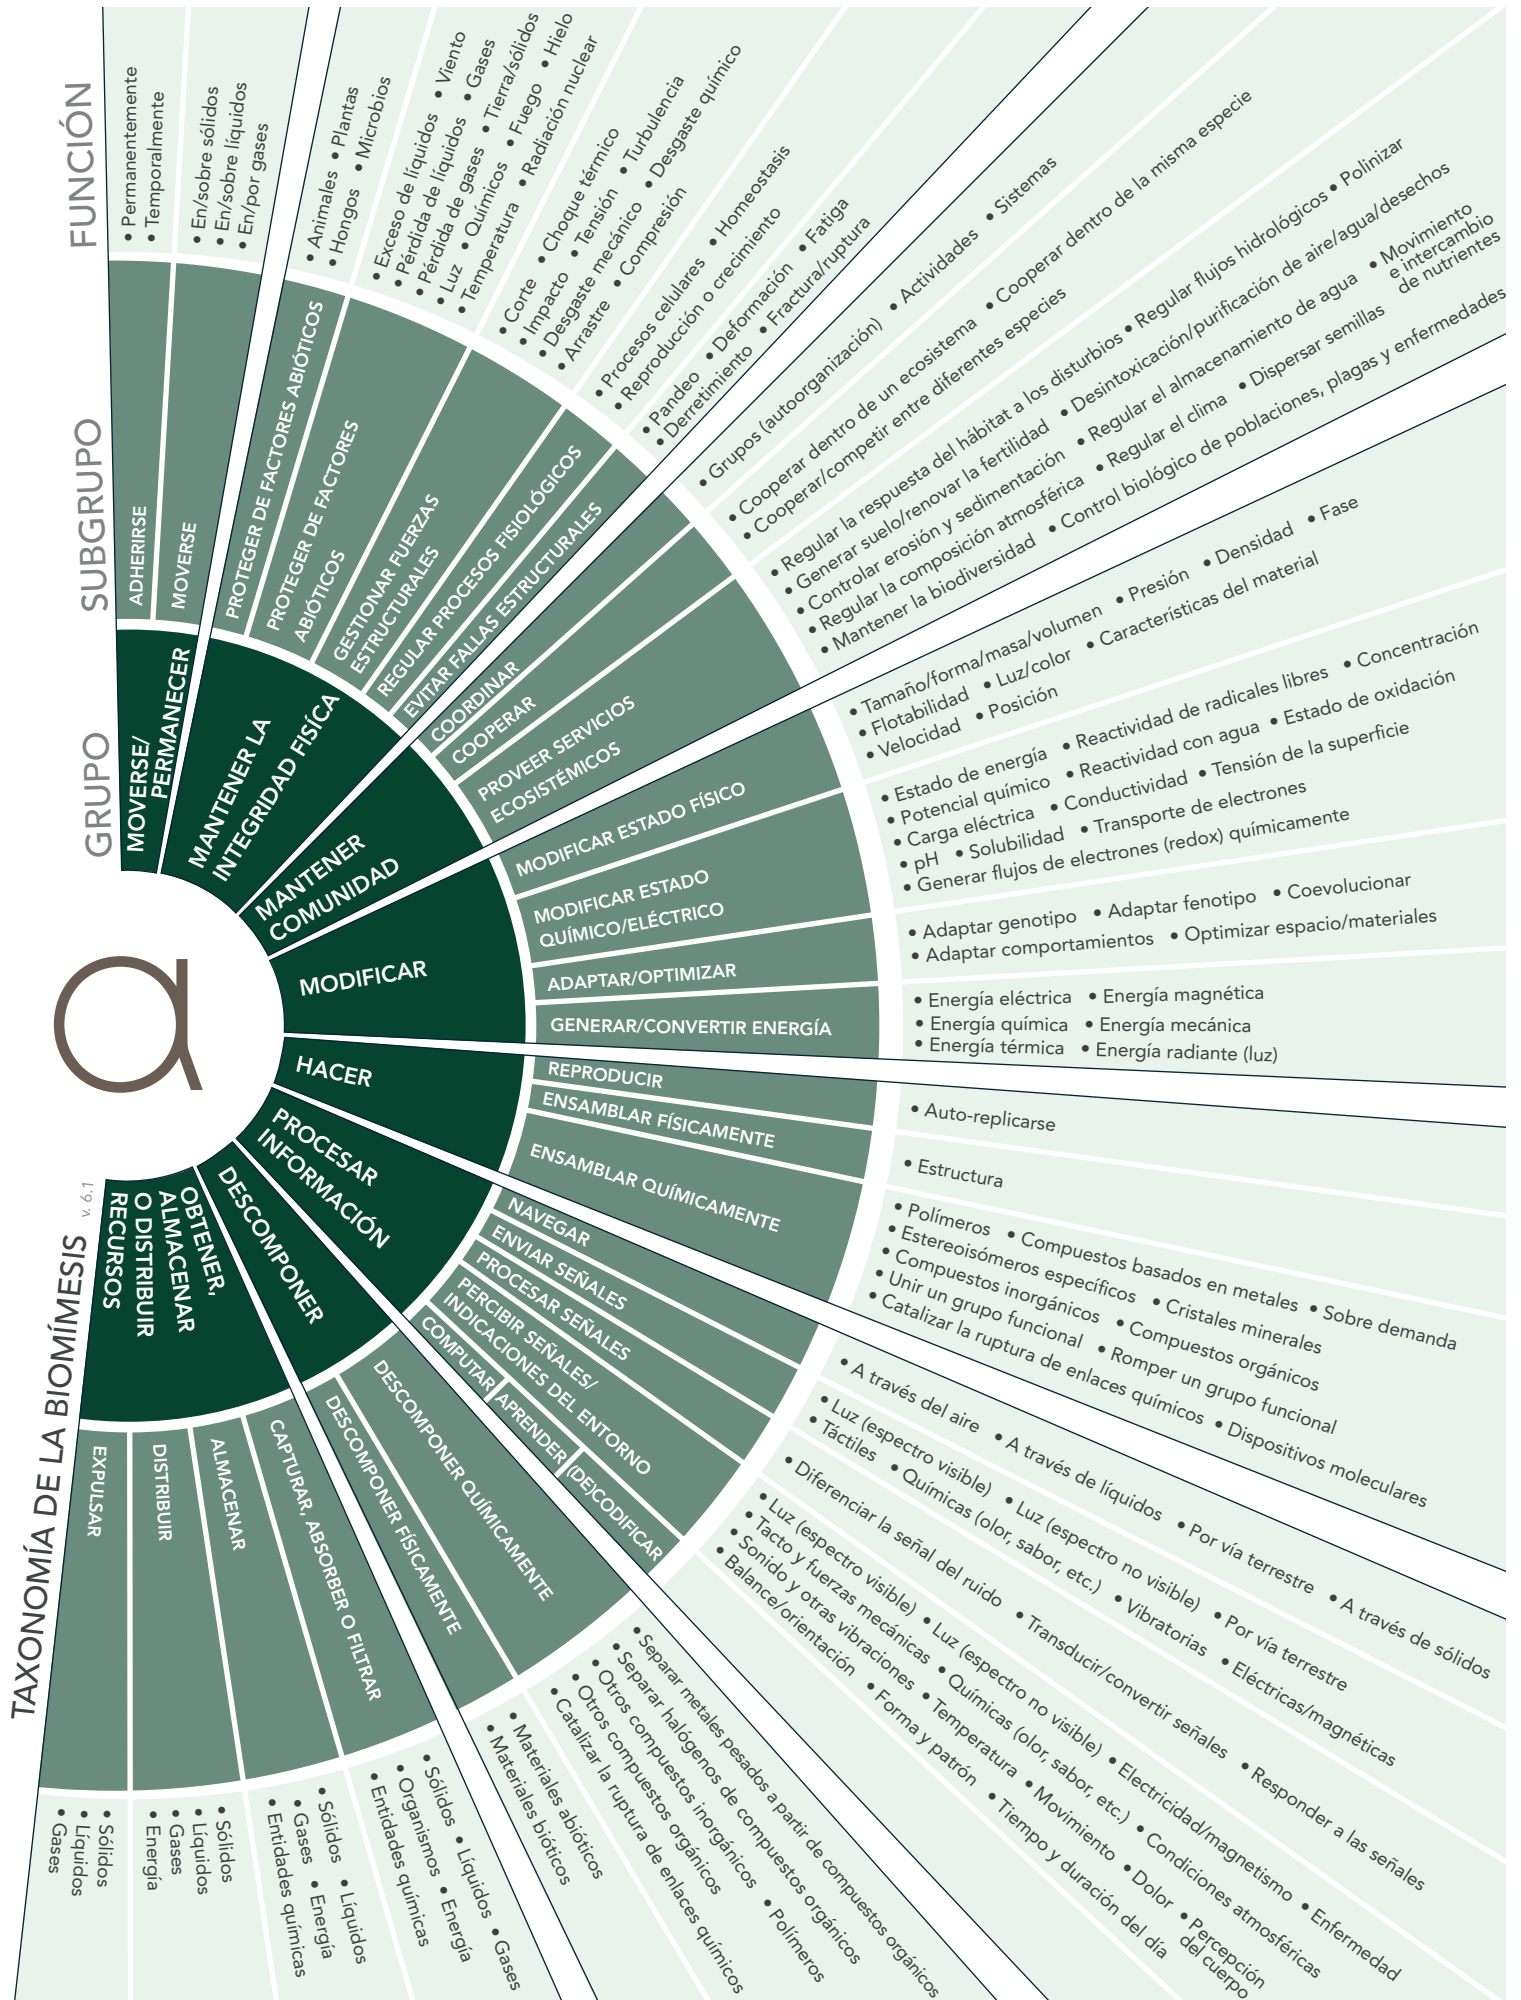 FUNCIÓN
SUBGRUPO
GRUPO
MOVERSE/
PERMANECER
ADHERIRSE
• Permanentemente
• Temporalmente
MOVERSE
• En/sobre sólidos
• En/sobre líquidos
• En/por gases
MANTENER LA
INTEGRIDAD FISÍCA
PROTEGER DE FACTORES ABIÓTICOS
• Animales • Plantas
• Hongos • Microbios
PROTEGER DE FACTORES
ABIÓTICOS
• Exceso de líquidos • Viento
• Pérdida de líquidos • Gases
• Pérdida de gases • Tierra/sólidos
• Luz • Químicos • Fuego • Hielo
• Temperatura • Radiación nuclear
GESTIONAR FUERZAS
ESTRUCTURALES
• Corte • Choque térmico
• Impacto • Tensión • Turbulencia
• Desgaste mecánico • Desgaste químico
• Arrastre • Compresión
REGULAR PROCESOS FISIOLÓGICOS
• Procesos celulares • Homeostasis
• Reproducción o crecimiento
EVITAR FALLAS ESTRUCTURALES
• Pandeo • Deformación • Fatiga
• Derretimiento • Fractura/ruptura
MANTENER
COMUNIDAD
COORDINAR
• Grupos (autoorganización) • Actividades • Sistemas
COOPERAR
• Cooperar dentro de un ecosistema • Cooperar dentro de la misma especie
• Cooperar/competir entre diferentes especies
PROVEER SERVICIOS
ECOSISTÉMICOS
• Regular la respuesta del hábitat a los disturbios • Regular flujos hidrológicos • Polinizar
• Generar suelo/renovar la fertilidad • Desintoxicación/purificación de aire/agua/desechos
• Controlar erosión y sedimentación • Regular el almacenamiento de agua • Movimiento
e intercambio
de nutrientes
• Regular la composición atmosférica • Regular el clima • Dispersar semillas
• Mantener la biodiversidad • Control biológico de poblaciones, plagas y enfermedades
MODIFICAR
MODIFICAR ESTADO FÍSICO
• Tamaño/forma/masa/volumen • Presión • Densidad • Fase
• Flotabilidad • Luz/color • Características del material
• Velocidad • Posición
MODIFICAR ESTADO
QUÍMICO/ELÉCTRICO
• Estado de energía • Reactividad de radicales libres • Concentración
• Potencial químico • Reactividad con agua • Estado de oxidación
• Carga eléctrica • Conductividad • Tensión de la superficie
• pH • Solubilidad • Transporte de electrones
• Generar flujos de electrones (redox) químicamente
ADAPTAR/OPTIMIZAR
• Adaptar genotipo • Adaptar fenotipo • Coevolucionar
• Adaptar comportamientos • Optimizar espacio/materiales
GENERAR/CONVERTIR ENERGÍA
• Energía eléctrica • Energía magnética
• Energía química • Energía mecánica
• Energía térmica • Energía radiante (luz)
HACER
REPRODUCIR
• Auto-replicarse
ENSAMBLAR FÍSICAMENTE
• Estructura
ENSAMBLAR QUÍMICAMENTE
• Polímeros • Compuestos basados en metales • Sobre demanda
• Estereoisómeros específicos • Cristales minerales
• Compuestos inorgánicos • Compuestos orgánicos
• Unir un grupo funcional • Romper un grupo funcional
• Catalizar la ruptura de enlaces químicos • Dispositivos moleculares
PROCESAR
INFORMACIÓN
NAVEGAR
• A través del aire • A través de líquidos • Por vía terrestre • A través de sólidos
ENVIAR SEÑALES
• Luz (espectro visible) • Luz (espectro no visible) • Por vía terrestre
• Táctiles • Químicas (olor, sabor, etc.) • Vibratorias • Eléctricas/magnéticas
PROCESAR SEÑALES
• Diferenciar la señal del ruido • Transducir/convertir señales • Responder a las señales
PERCIBIR SEÑALES/
INDICACIONES DEL ENTORNO
• Luz (espectro visible) • Luz (espectro no visible) • Electricidad/magnetismo • Enfermedad
• Tacto y fuerzas mecánicas • Químicas (olor, sabor, etc.) • Condiciones atmosféricas
• Sonido y otras vibraciones • Temperatura • Movimiento • Dolor • Percepción
del cuerpo
• Balance/orientación • Forma y patrón • Tiempo y duración del día
COMPUTAR APRENDER (DE)CODIFICAR
DESCOMPONER
DESCOMPONER QUÍMICAMENTE
• Separar metales pesados a partir de compuestos orgánicos
• Separar halógenos de compuestos orgánicos
• Otros compuestos inorgánicos • Polímeros
• Otros compuestos orgánicos
• Catalizar la ruptura de enlaces químicos
DESCOMPONER FÍSICAMENTE
• Materiales abióticos
• Materiales bióticos
OBTENER,
ALMACENAR
O DISTRIBUIR
RECURSOS
CAPTURAR, ABSORBER O FILTRAR
• Sólidos • Líquidos • Gases
• Organismos • Energía
• Entidades químicas
ALMACENAR
• Sólidos • Líquidos
• Gases • Energía
• Entidades químicas
DISTRIBUIR
• Sólidos
• Líquidos
• Gases
• Energía
EXPULSAR
• Sólidos
• Líquidos
• Gases
TAXONOMÍA DE LA BIOMÍMESIS v. 6.1